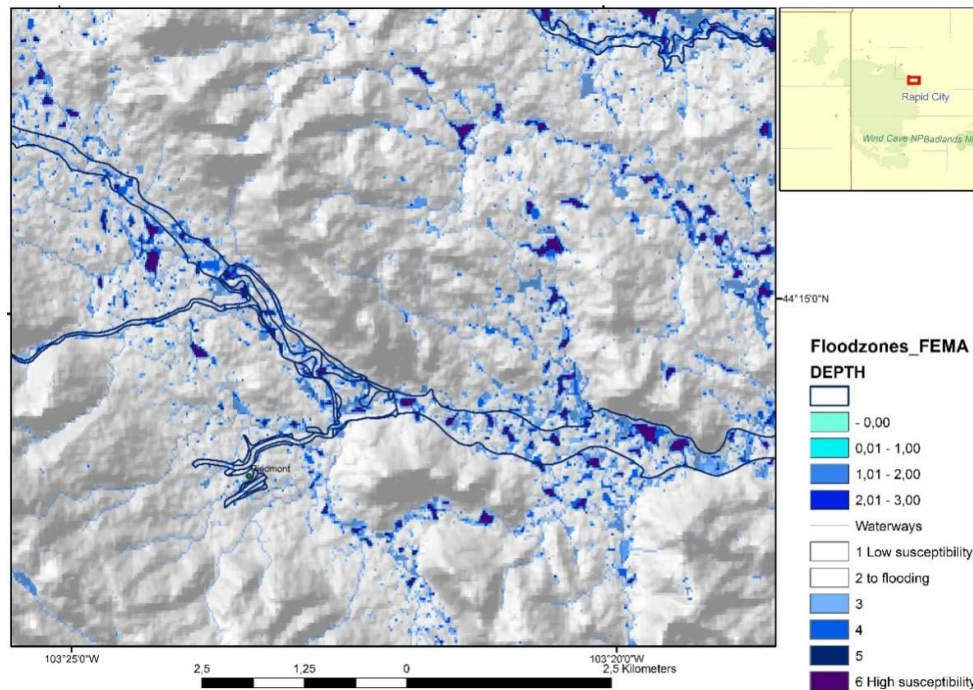 Rapid City
Wind Cave NP Badlands N
44°15'0"N
Floodzones_FEMA
DEPTH
- 0,00
0,01 - 1,00
1,01 - 2,00
2,01 - 3,00
Waterways
1 Low susceptibility
2 to flooding
3
4
5
6 High susceptibility
Piedmont
103°25'0"W
103°20'0"W
2,5
1,25
0
2,5 Kilometers